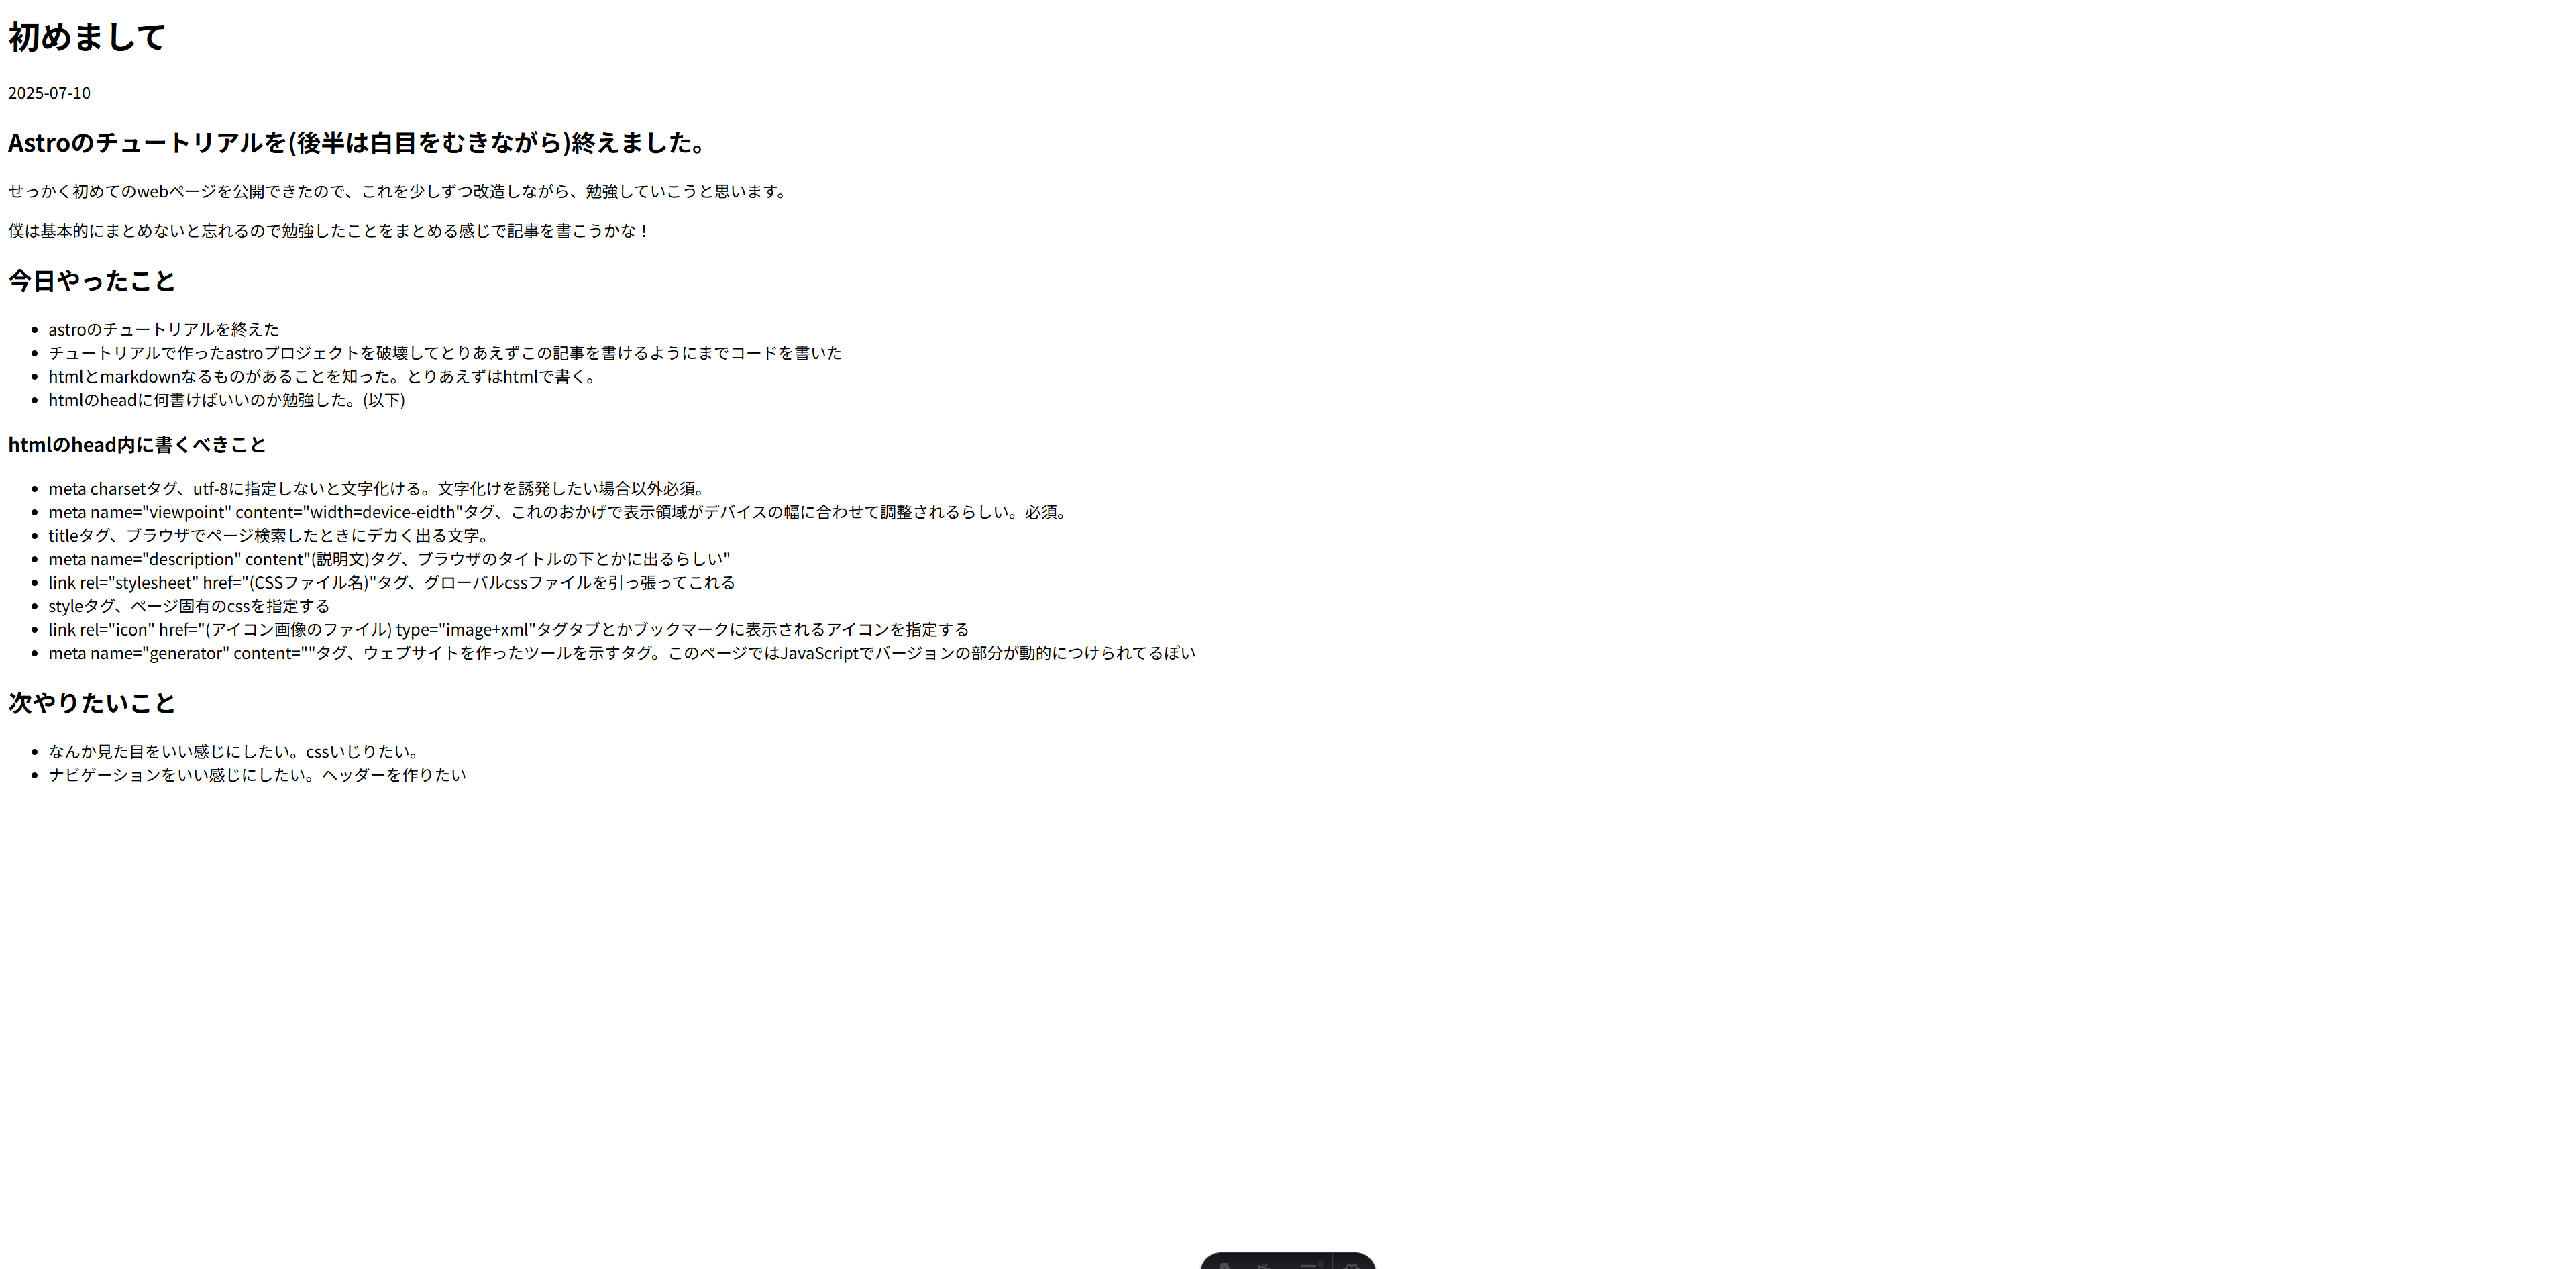 初めまして
2025-07-10
Astroのチュートリアルを(後半は白目をむきながら)終えました。
せっかく初めてのwebページを公開できたので、これを少しずつ改造しながら、勉強していこうと思います。
僕は基本的にまとめないと忘れるので勉強したことをまとめる感じで記事を書こうかな！
今日やったこと
astroのチュートリアルを終えた
チュートリアルで作ったastroプロジェクトを破壊してとりあえずこの記事を書けるようにまでコードを書いた
htmlとmarkdownなるものがあることを知った。とりあえずはhtmlで書く。
htmlのheadに何書けばいいのか勉強した。(以下)
htmlのhead内に書くべきこと
meta charsetタグ、utf-8に指定しないと文字化ける。文字化けを誘発したい場合以外必須。
meta name="viewpoint" content="width=device-eidth"タグ、これのおかげで表示領域がデバイスの幅に合わせて調整されるらしい。必須。
titleタグ、ブラウザでページ検索したときにデカく出る文字。
meta name="description" content"(説明文)タグ、ブラウザのタイトルの下とかに出るらしい"
link rel="stylesheet" href="(CSSファイル名)"タグ、グローバルcssファイルを引っ張ってこれる
styleタグ、ページ固有のcssを指定する
link rel="icon" href="(アイコン画像のファイル) type="image+xml"タグタブとかブックマークに表示されるアイコンを指定する
meta name="generator" content=""タグ、ウェブサイトを作ったツールを示すタグ。このページではJavaScriptでバージョンの部分が動的につけられてるぽい
次やりたいこと
なんか見た目をいい感じにしたい。cssいじりたい。
ナビゲーションをいい感じにしたい。ヘッダーを作りたい